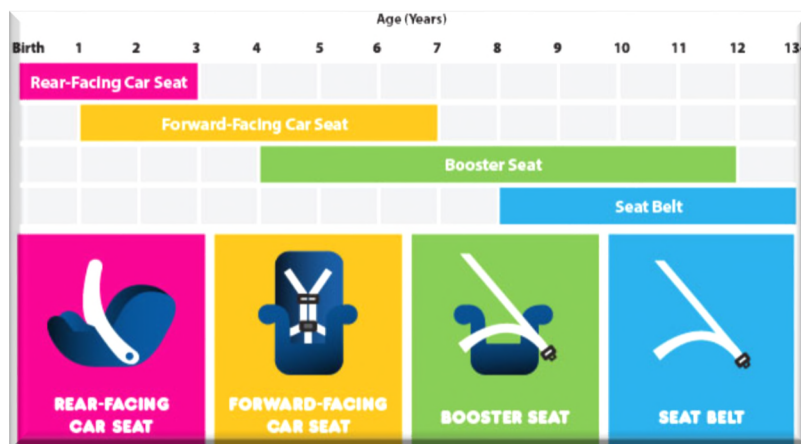 Age (Years)
Birth 1 2 3 4 5 6 7 8 9 10 11 12 13
Rear-Facing Car Seat
Forward-Facing Car Seat
Booster Seat
Seat Belt
REAR-FACING
CAR SEAT
FORWARD-FACING
CAR SEAT
BOOSTER SEAT
SEAT BELT